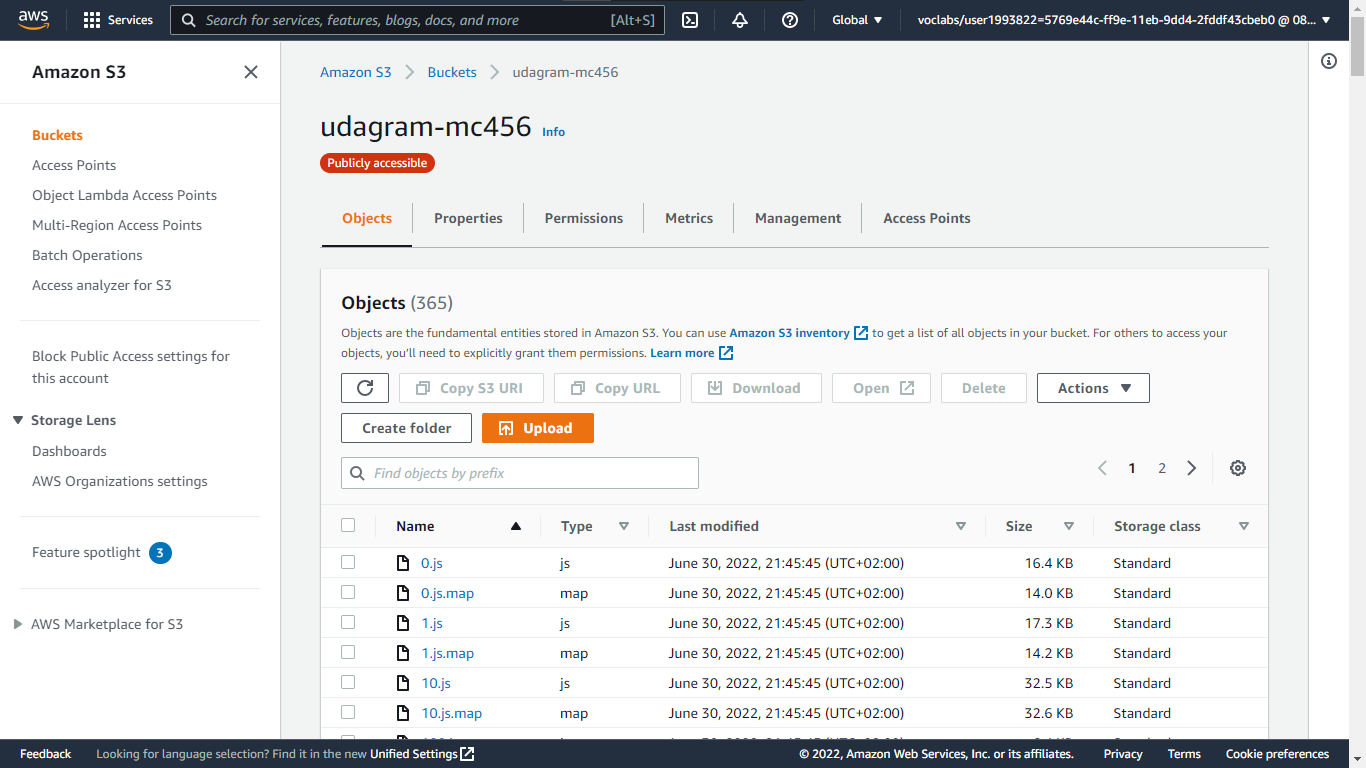 aws
Services
Search for services, features, blogs, docs, and more
[Alt+S]
Global
voclabs/user1993822=5769e44c-ff9e-11eb-9dd4-2fddf43cbeb0 @ 08...
Amazon S3
Buckets
Access Points
Object Lambda Access Points
Multi-Region Access Points
Batch Operations
Access analyzer for S3
Block Public Access settings for
this account
Storage Lens
Dashboards
AWS Organizations settings
Feature spotlight 3
AWS Marketplace for S3
Amazon S3 Buckets udagram-mc456
udagram-mc456 Info
Publicly accessible
Objects Properties Permissions Metrics Management Access Points
Objects (365)
Objects are the fundamental entities stored in Amazon S3. You can use Amazon S3 inventory to get a list of all objects in your bucket. For others to access your
objects, you'll need to explicitly grant them permissions. Learn more
Copy S3 URI Copy URL Download Open Delete Actions
Create folder Upload
Find objects by prefix 1 2
Name Type Last modified Size Storage class
0.js js June 30, 2022, 21:45:45 (UTC+02:00) 16.4 KB Standard
0.js.map map June 30, 2022, 21:45:45 (UTC+02:00) 14.0 KB Standard
1.js js June 30, 2022, 21:45:45 (UTC+02:00) 17.3 KB Standard
1.js.map map June 30, 2022, 21:45:45 (UTC+02:00) 14.2 KB Standard
10.js js June 30, 2022, 21:45:45 (UTC+02:00) 32.5 KB Standard
10.js.map map June 30, 2022, 21:45:45 (UTC+02:00) 32.6 KB Standard
Feedback Looking for language selection? Find it in the new Unified Settings © 2022, Amazon Web Services, Inc. or its affiliates. Privacy Terms Cookie preferences